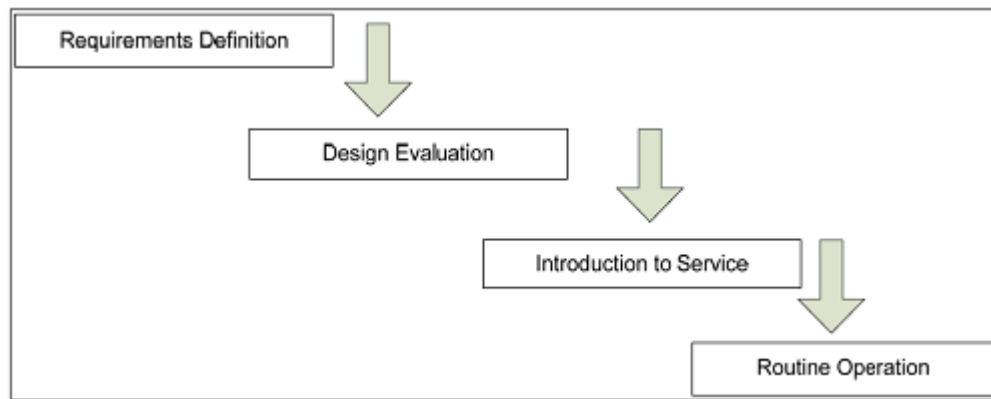 Requirements Definition
Design Evaluation
Introduction to Service
Routine Operation